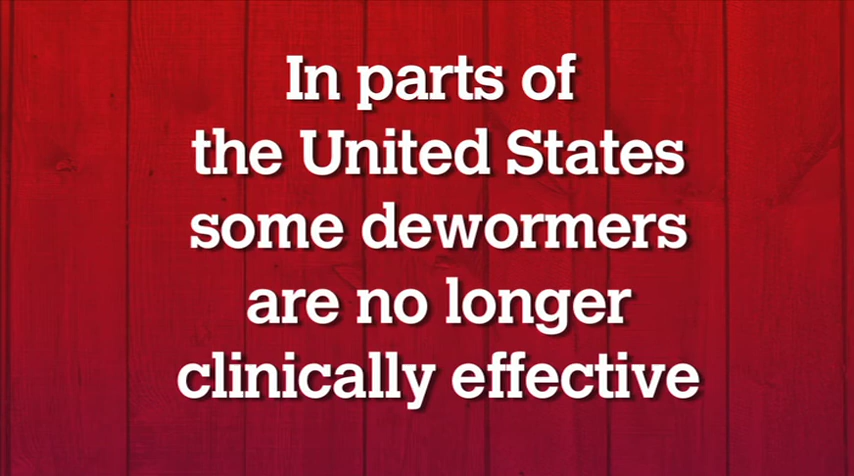 In parts of
the United States
some dewormers
are no longer
clinically effective